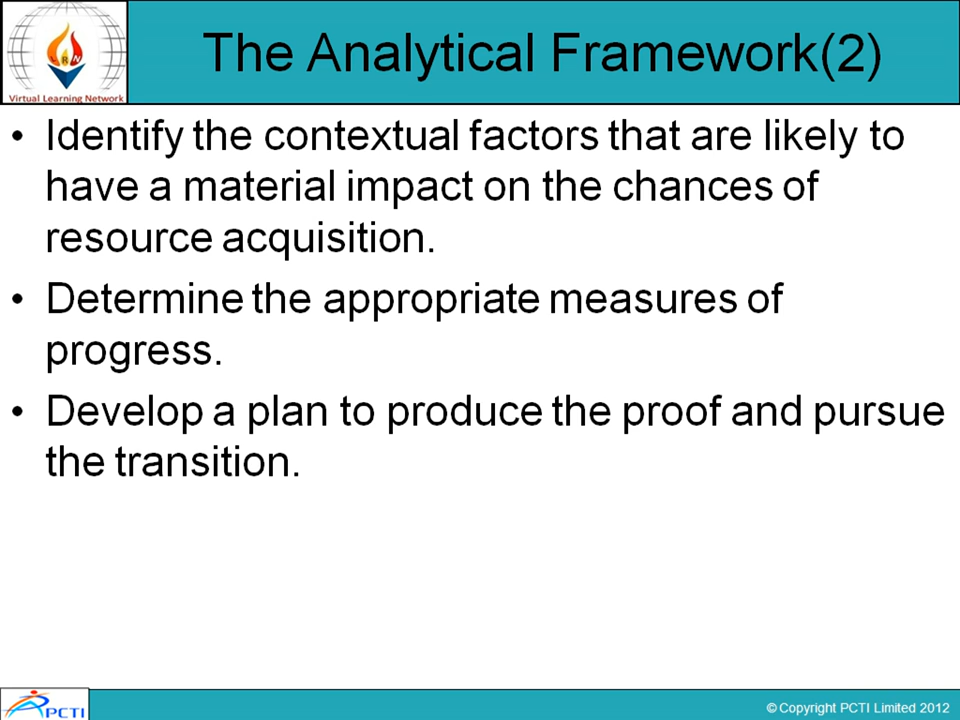 The Analytical Framework(2)
RN
Virtual Learning Network
• Identify the contextual factors that are likely to
have a material impact on the chances of
resource acquisition.
• Determine the appropriate measures of
progress.
• Develop a plan to produce the proof and pursue
the transition.
PCTI
© Copyright PCTI Limited 2012